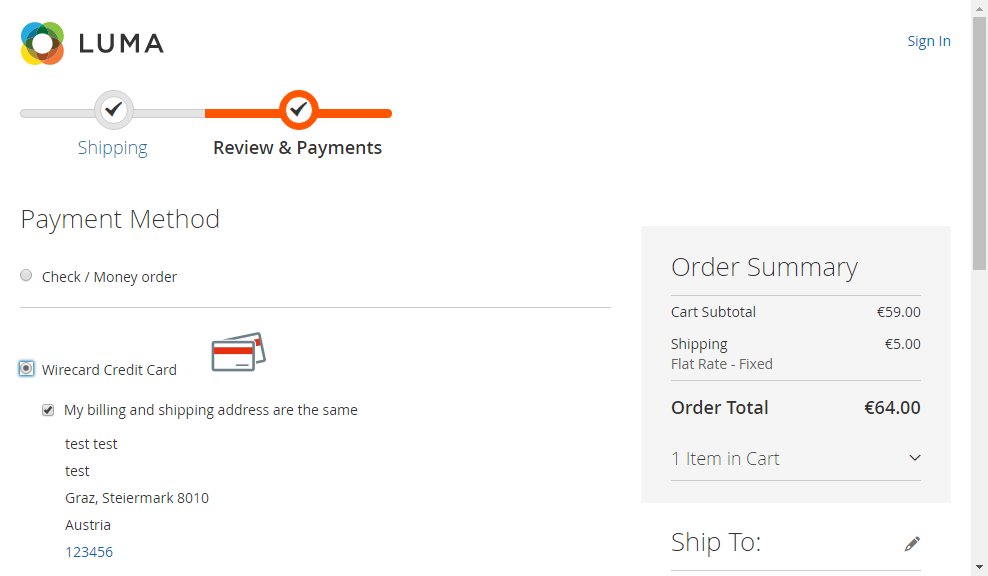 LUMA
Sign In
Shipping
Review & Payments
Payment Method
Check / Money order
Wirecard Credit Card
My billing and shipping address are the same
test test
test
Graz, Steiermark 8010
Austria
123456
Order Summary
Cart Subtotal €59.00
Shipping €5.00
Flat Rate - Fixed
Order Total €64.00
1 Item in Cart
Ship To: